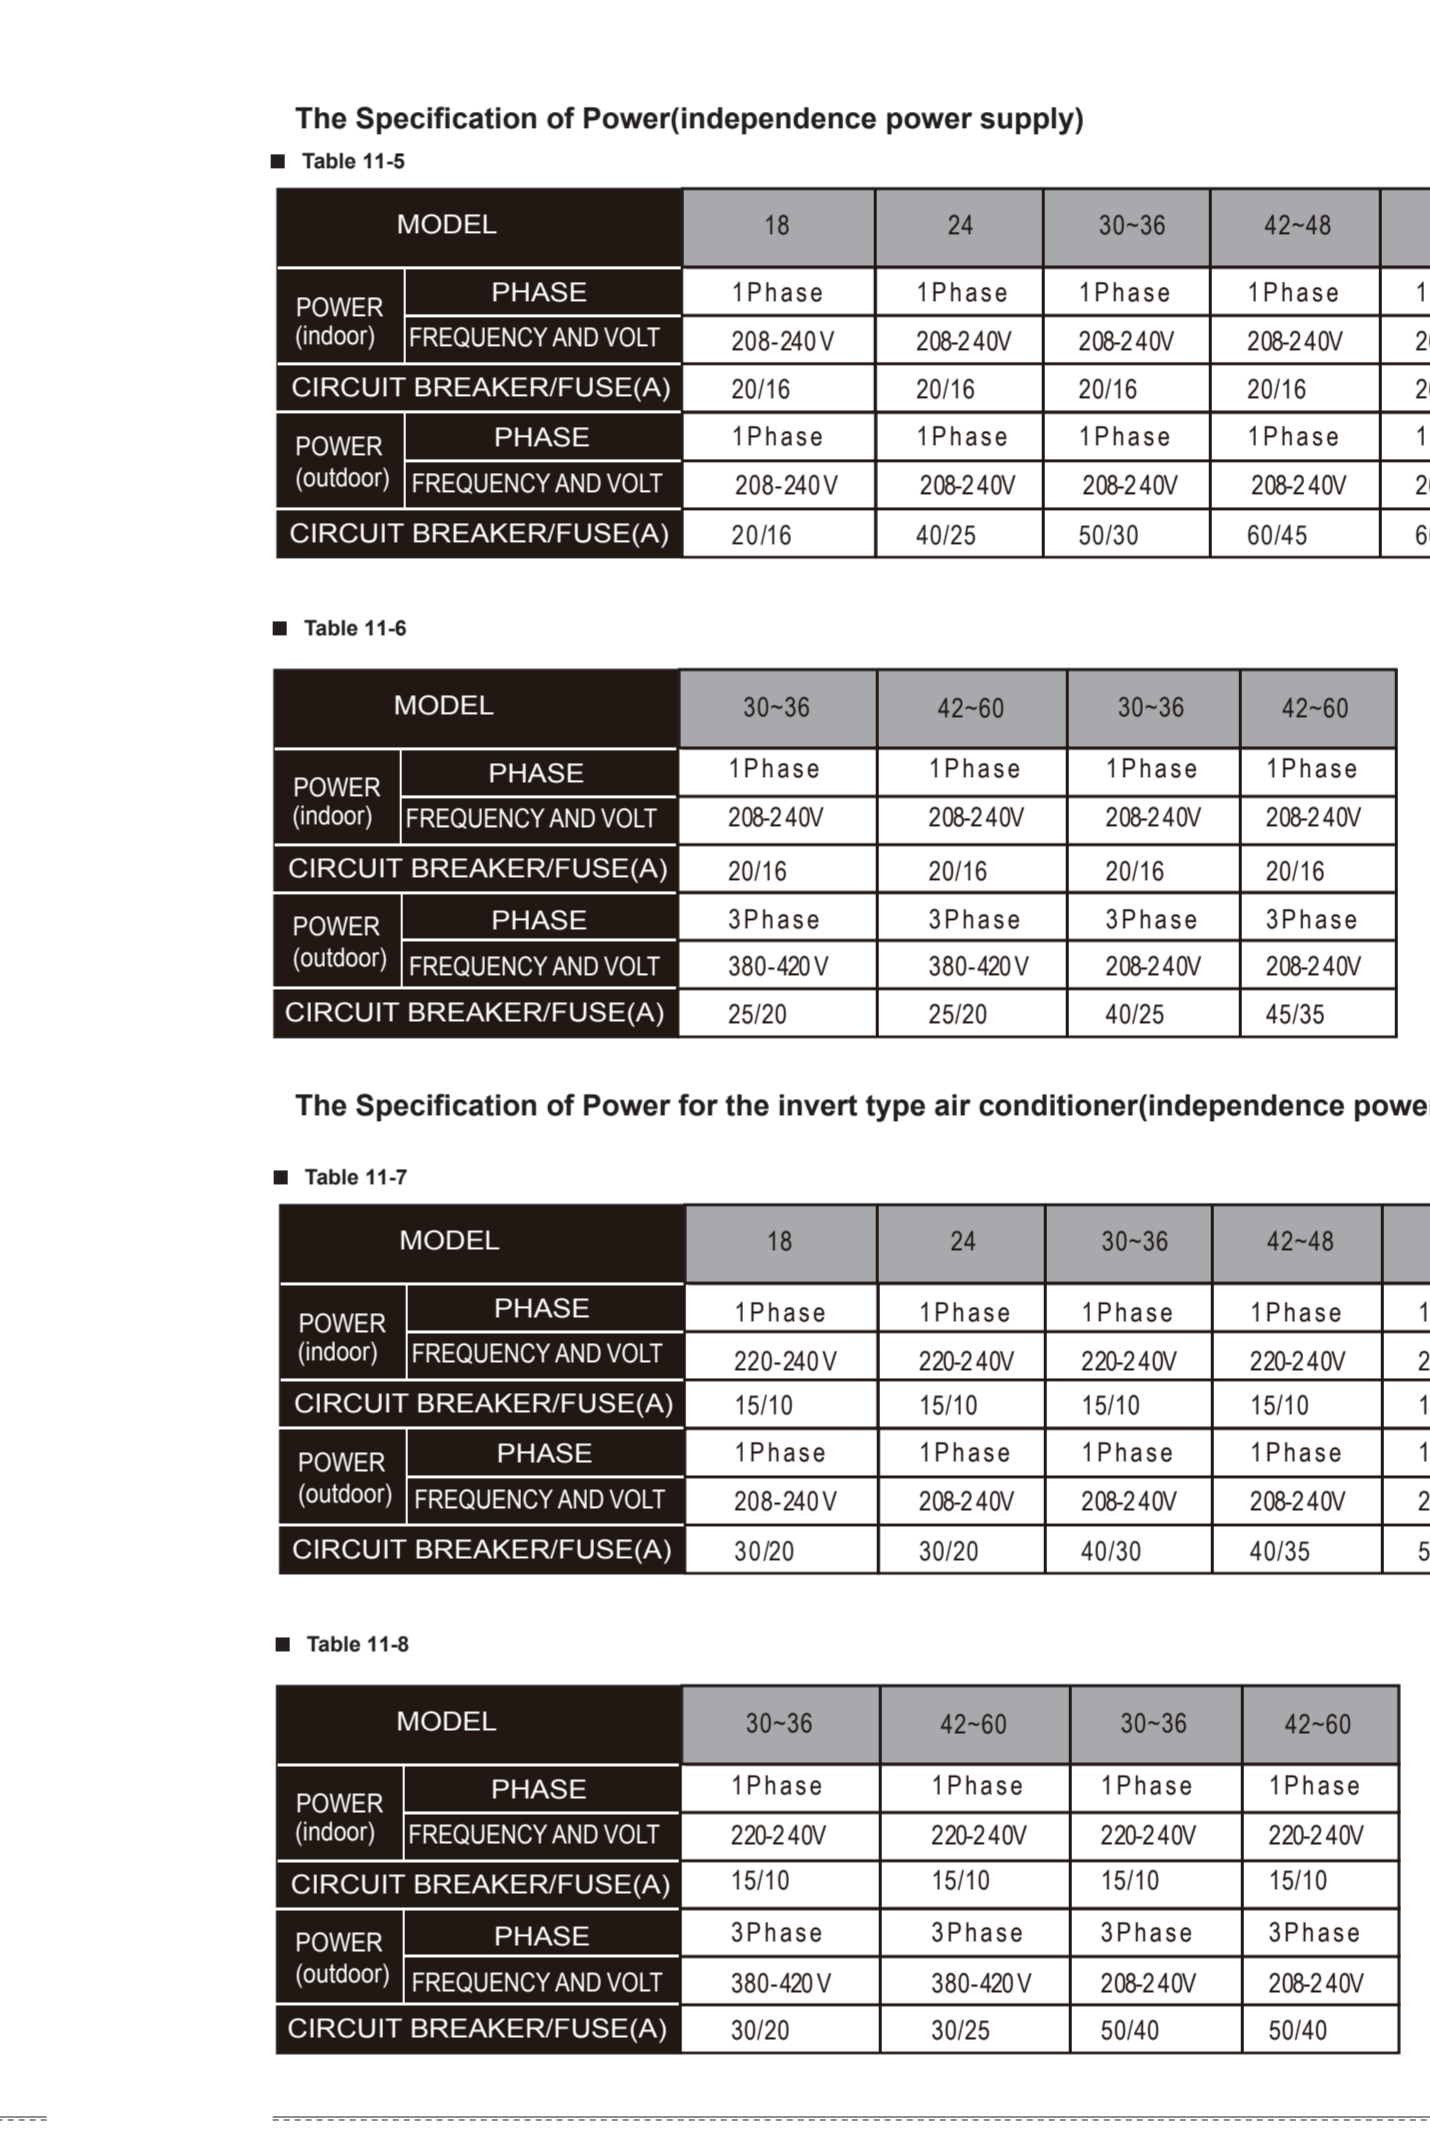 The Specification of Power(independence power supply)
■ Table 11-5
MODEL 18 24 30~36 42~48
POWER (indoor) PHASE 1Phase 1Phase 1Phase 1Phase 1
FREQUENCY AND VOLT 208-240V 208-240V 208-240V 208-240V 20
CIRCUIT BREAKER/FUSE(A) 20/16 20/16 20/16 20/16 20
POWER (outdoor) PHASE 1Phase 1Phase 1Phase 1Phase 1
FREQUENCY AND VOLT 208-240V 208-240V 208-240V 208-240V 20
CIRCUIT BREAKER/FUSE(A) 20/16 40/25 50/30 60/45 60
■ Table 11-6
MODEL 30~36 42~60 30~36 42~60
POWER (indoor) PHASE 1Phase 1Phase 1Phase 1Phase
FREQUENCY AND VOLT 208-240V 208-240V 208-240V 208-240V
CIRCUIT BREAKER/FUSE(A) 20/16 20/16 20/16 20/16
POWER (outdoor) PHASE 3Phase 3Phase 3Phase 3Phase
FREQUENCY AND VOLT 380-420V 380-420V 208-240V 208-240V
CIRCUIT BREAKER/FUSE(A) 25/20 25/20 40/25 45/35
The Specification of Power for the invert type air conditioner(independence power
■ Table 11-7
MODEL 18 24 30~36 42~48
POWER (indoor) PHASE 1Phase 1Phase 1Phase 1Phase 1
FREQUENCY AND VOLT 220-240V 220-240V 220-240V 220-240V 2
CIRCUIT BREAKER/FUSE(A) 15/10 15/10 15/10 15/10 1
POWER (outdoor) PHASE 1Phase 1Phase 1Phase 1Phase 1
FREQUENCY AND VOLT 208-240V 208-240V 208-240V 208-240V 2
CIRCUIT BREAKER/FUSE(A) 30/20 30/20 40/30 40/35 5
■ Table 11-8
MODEL 30~36 42~60 30~36 42~60
POWER (indoor) PHASE 1Phase 1Phase 1Phase 1Phase
FREQUENCY AND VOLT 220-240V 220-240V 220-240V 220-240V
CIRCUIT BREAKER/FUSE(A) 15/10 15/10 15/10 15/10
POWER (outdoor) PHASE 3Phase 3Phase 3Phase 3Phase
FREQUENCY AND VOLT 380-420V 380-420V 208-240V 208-240V
CIRCUIT BREAKER/FUSE(A) 30/20 30/25 50/40 50/40